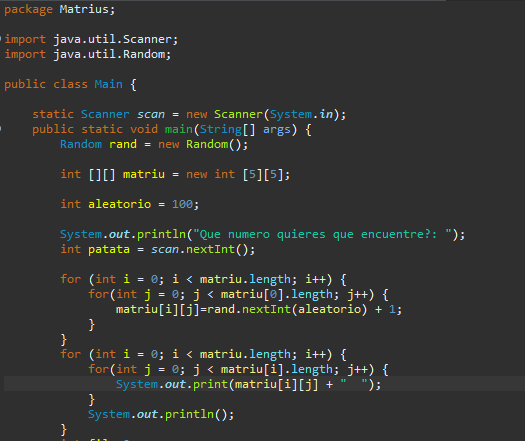 package Matrius;
import java.util.Scanner;
import java.util.Random;
public class Main {
static Scanner scan = new Scanner(System.in);
public static void main(String[] args) {
Random rand = new Random();
int [][] matriu = new int [5][5];
int aleatorio = 100;
System.out.println("Que numero quieres que encuentre?: ");
int patata = scan.nextInt();
for (int i = 0; i < matriu.length; i++) {
for(int j = 0; j < matriu[0].length; j++) {
matriu[i][j]=rand.nextInt(aleatorio) + 1;
}
}
for (int i = 0; i < matriu.length; i++) {
for(int j = 0; j < matriu[i].length; j++) {
System.out.print(matriu[i][j] + "  ");
}
System.out.println();
}